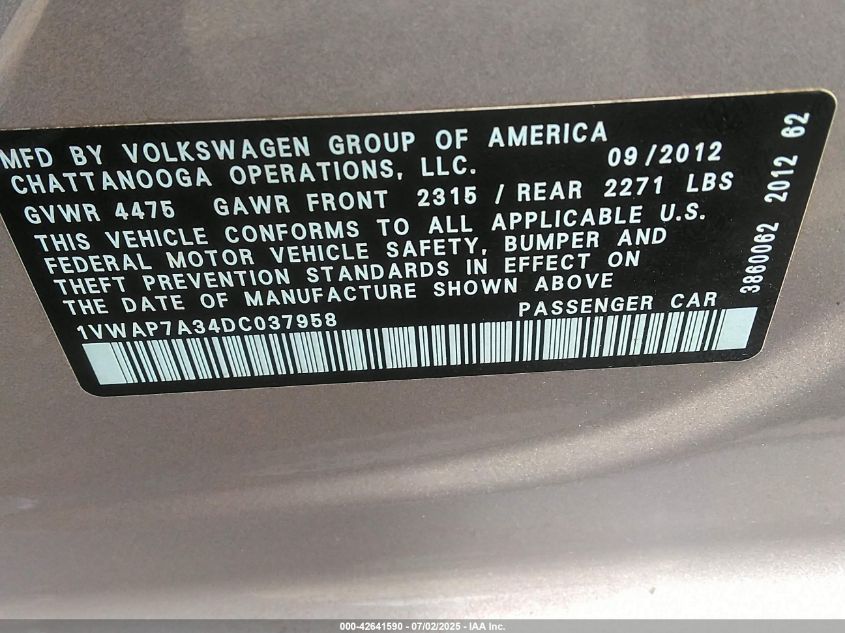 MFD BY VOLKSWAGEN GROUP OF AMERICA
CHATTANOOGA OPERATIONS, LLC. 09/2012
GVWR 4475 GAWR FRONT 2315 / REAR 2271 LBS
THIS VEHICLE CONFORMS TO ALL APPLICABLE U.S.
FEDERAL MOTOR VEHICLE SAFETY, BUMPER AND
THEFT PREVENTION STANDARDS IN EFFECT ON
THE DATE OF MANUFACTURE SHOWN ABOVE
1VWAP7A34DC037958 PASSENGER CAR
3860062 2012 62
000-42641590 - 07/02/2025 - IAA Inc.